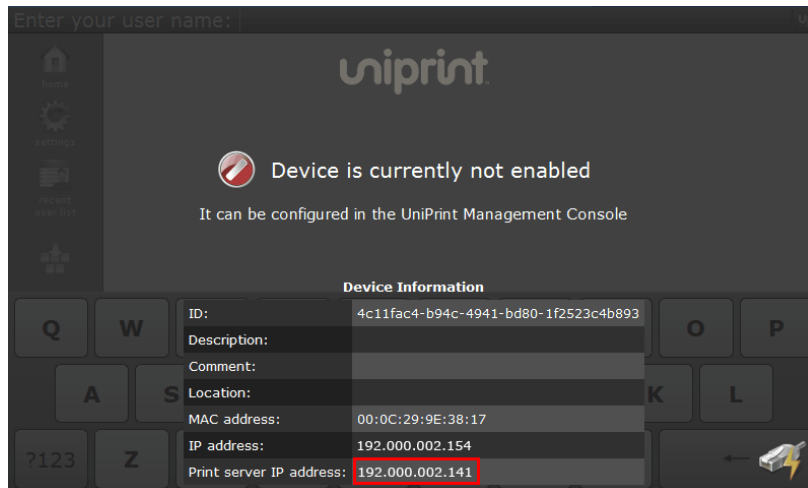 Enter your user name:
home
uniprint
settings
Device is currently not enabled
recent
user list
It can be configured in the UniPrint Management Console
Device Information
ID: 4c11fac4-b94c-4941-bd80-1f2523c4b893
Description:
Comment:
Location:
MAC address: 00:0C:29:9E:38:17
IP address: 192.000.002.154
Print server IP address: 192.000.002.141
Q W O P
A S K L
?123 Z